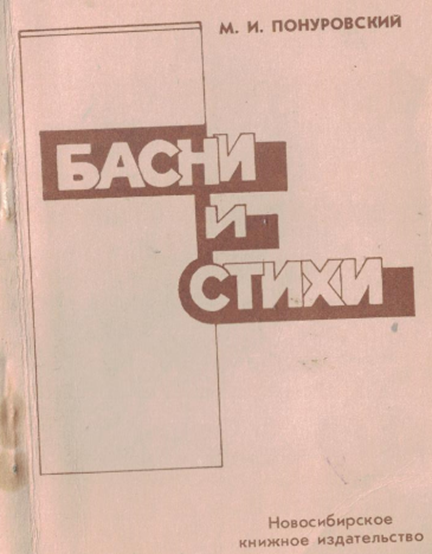 М. И. ПОНУРОВСКИЙ
БАСНИ
И
СТИХИ
Новосибирское
книжное издательство